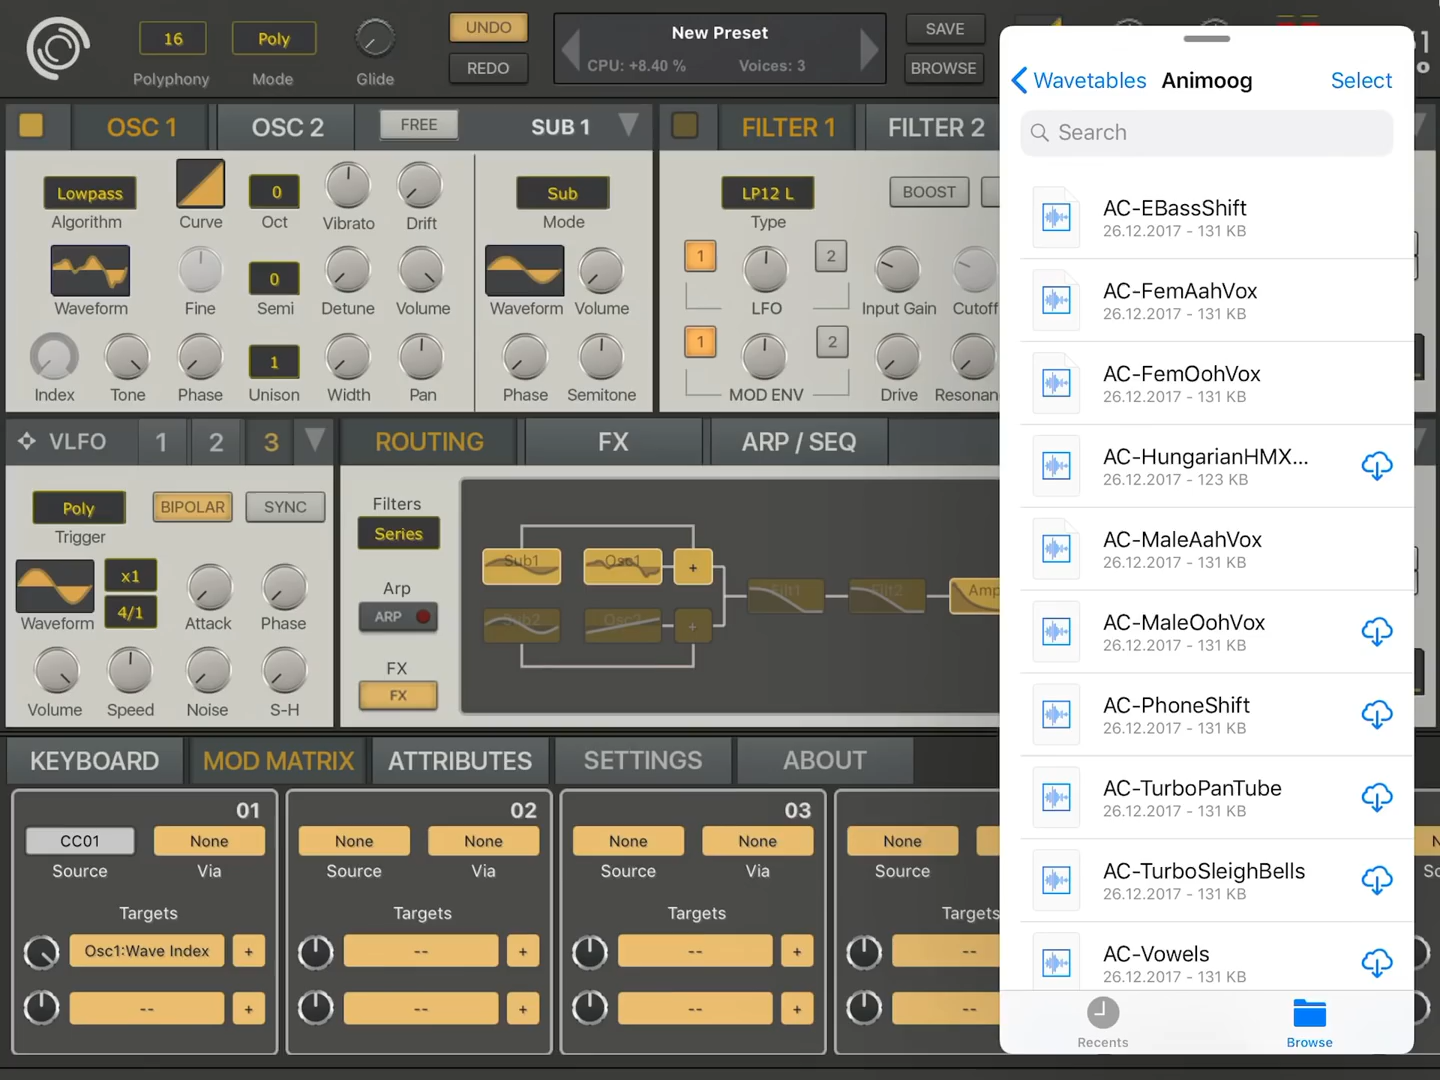 16
Polyphony
Poly
Mode
Glide
UNDO
REDO
New Preset
CPU: +8.40 %
Voices: 3
SAVE
BROWSE
OSC 1
OSC 2
FREE
SUB 1
FILTER 1
FILTER 2
Lowpass
Algorithm
Curve
0
Oct
Vibrato
Drift
Sub
Mode
LP12 L
Type
BOOST
Waveform
Fine
0
Semi
Detune
Volume
Waveform
Volume
1
LFO
2
Input Gain
Cutoff
Index
Tone
Phase
1
Unison
Width
Pan
Phase
Semitone
1
MOD ENV
2
Drive
Resonan
VLFO
1
2
3
ROUTING
FX
ARP / SEQ
Poly
Trigger
BIPOLAR
SYNC
Waveform
x1
4/1
Attack
Phase
Volume
Speed
Noise
S-H
Filters
Series
Arp
ARP
FX
FX
Sub1
Osc1
+
Sub2
Osc2
+
Filt1
Filt2
Amp
KEYBOARD
MOD MATRIX
ATTRIBUTES
SETTINGS
ABOUT
01
CC01
None
Source
Via
Targets
Osc1:Wave Index
+
--
+
02
None
None
Source
Via
Targets
--
+
--
+
03
None
None
Source
Via
Targets
--
+
--
+
None
Source
Targets
--
--
Wavetables
Animoog
Select
Search
AC-EBassShift
26.12.2017 - 131 KB
AC-FemAahVox
26.12.2017 - 131 KB
AC-FemOohVox
26.12.2017 - 131 KB
AC-HungarianHMX...
26.12.2017 - 123 KB
AC-MaleAahVox
26.12.2017 - 131 KB
AC-MaleOohVox
26.12.2017 - 131 KB
AC-PhoneShift
26.12.2017 - 131 KB
AC-TurboPanTube
26.12.2017 - 131 KB
AC-TurboSleighBells
26.12.2017 - 131 KB
AC-Vowels
26.12.2017 - 131 KB
Recents
Browse